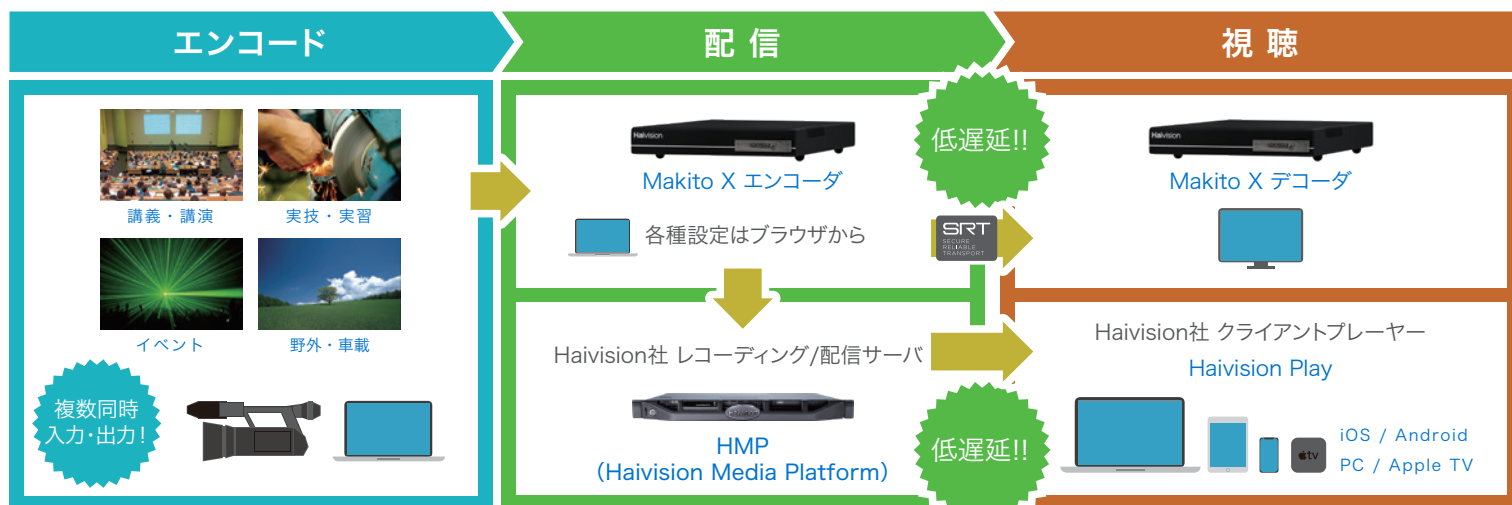 エンコード
配 信
視 聴
講義・講演
実技・実習
イベント
野外・車載
複数同時
入力・出力!
Haivision
Makito X エンコーダ
各種設定はブラウザから
低遅延!!
SRT
SECURE
RELIABLE
TRANSPORT
Haivision
Makito X デコーダ
Haivision社 レコーディング/配信サーバ
HMP
(Haivision Media Platform)
低遅延!!
Haivision社 クライアントプレーヤー
Haivision Play
tv
iOS / Android
PC / Apple TV